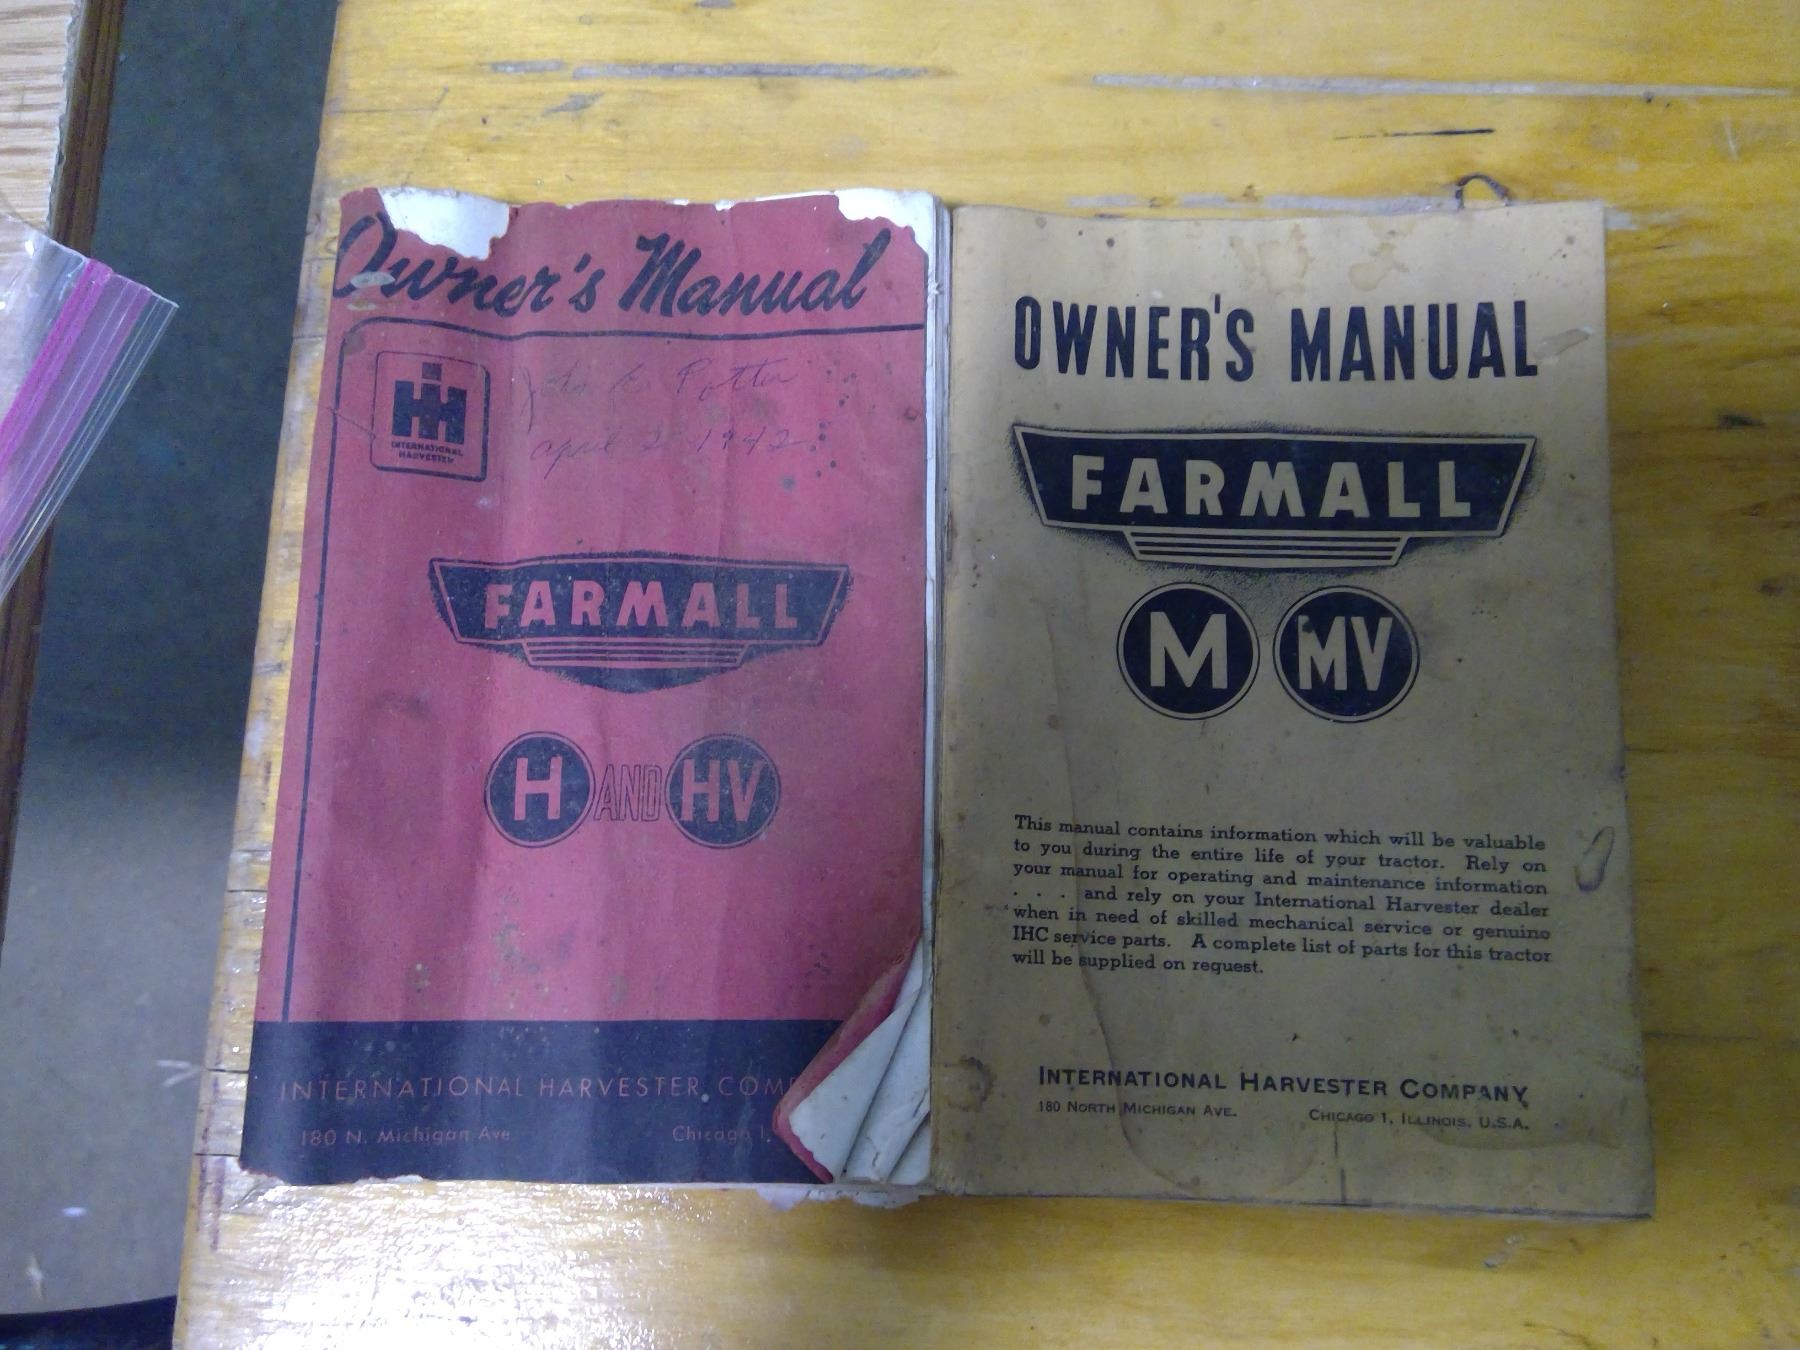 Owner's Manual
IH
INTERNATIONAL
HARVESTER
John E. Potter
april 2 1942
FARMALL
H AND HV
INTERNATIONAL HARVESTER COMP
180 N. Michigan Ave Chicago 1,
OWNER'S MANUAL
FARMALL
M MV
This manual contains information which will be valuable
to you during the entire life of your tractor. Rely on
your manual for operating and maintenance information
. . . and rely on your International Harvester dealer
when in need of skilled mechanical service or genuine
IHC service parts. A complete list of parts for this tractor
will be supplied on request.
INTERNATIONAL HARVESTER COMPANY
180 NORTH MICHIGAN AVE. CHICAGO 1, ILLINOIS, U.S.A.